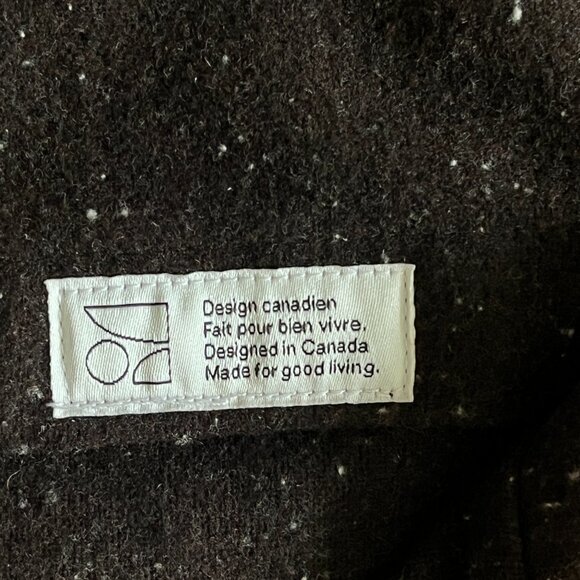 Design canadien
Fait pour bien vivre.
Designed in Canada
Made for good living.